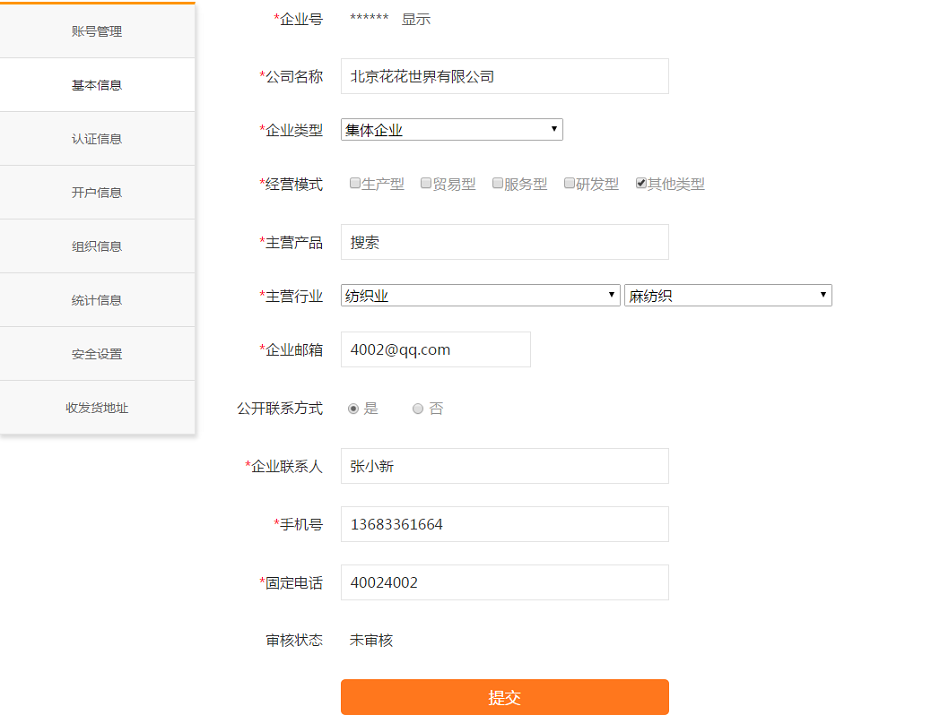 账号管理
基本信息
认证信息
开户信息
组织信息
统计信息
安全设置
收发货地址
*企业号 ****** 显示
*公司名称 北京花花世界有限公司
*企业类型 集体企业
*经营模式 生产型 贸易型 服务型 研发型 其他类型
*主营产品 搜索
*主营行业 纺织业 麻纺织
*企业邮箱 4002@qq.com
公开联系方式 是 否
*企业联系人 张小新
*手机号 13683361664
*固定电话 40024002
审核状态 未审核
提交